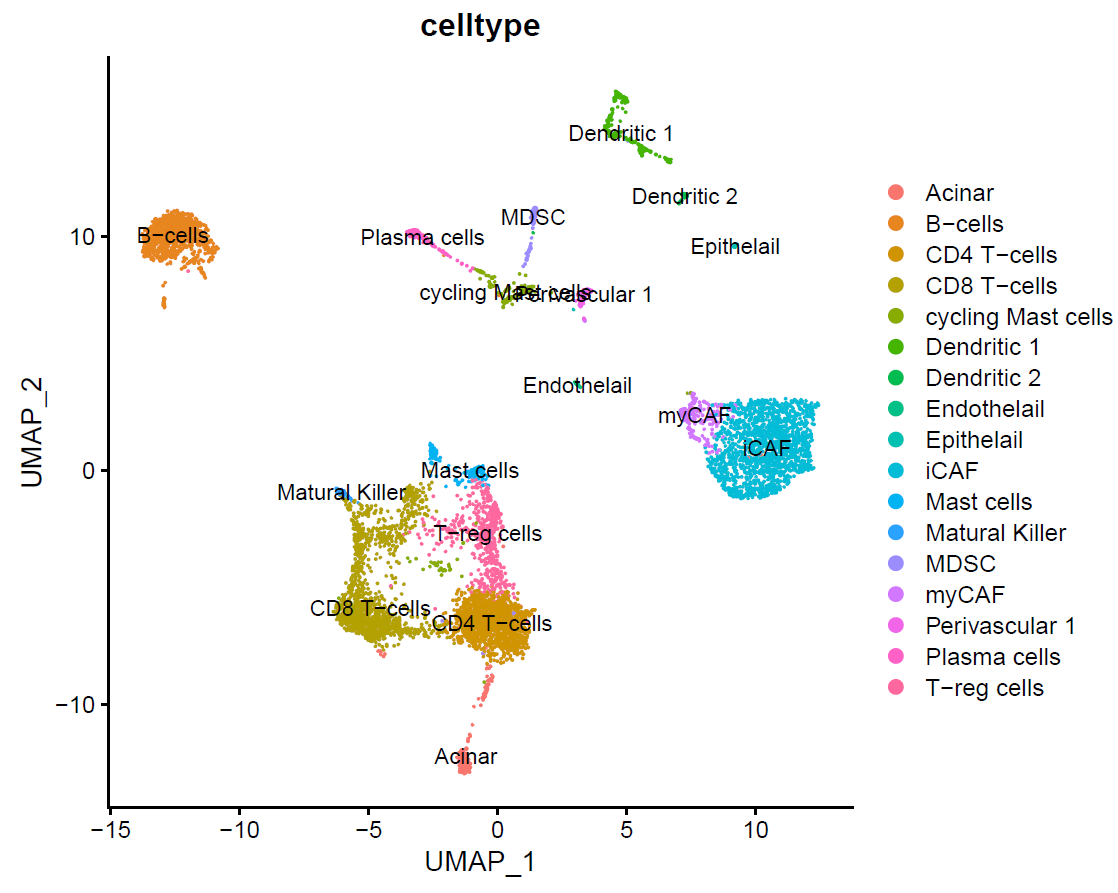 celltype
Dendritic 1
Dendritic 2
MDSC
B−cells
Plasma cells
Epithelail
cycling Mast cells
Perivascular 1
Endothelail
myCAF
iCAF
Mast cells
Matural Killer
T−reg cells
CD8 T−cells
CD4 T−cells
Acinar
UMAP_2
10
0
−10
−15
−10
−5
0
5
10
UMAP_1
Acinar
B−cells
CD4 T−cells
CD8 T−cells
cycling Mast cells
Dendritic 1
Dendritic 2
Endothelail
Epithelail
iCAF
Mast cells
Matural Killer
MDSC
myCAF
Perivascular 1
Plasma cells
T−reg cells